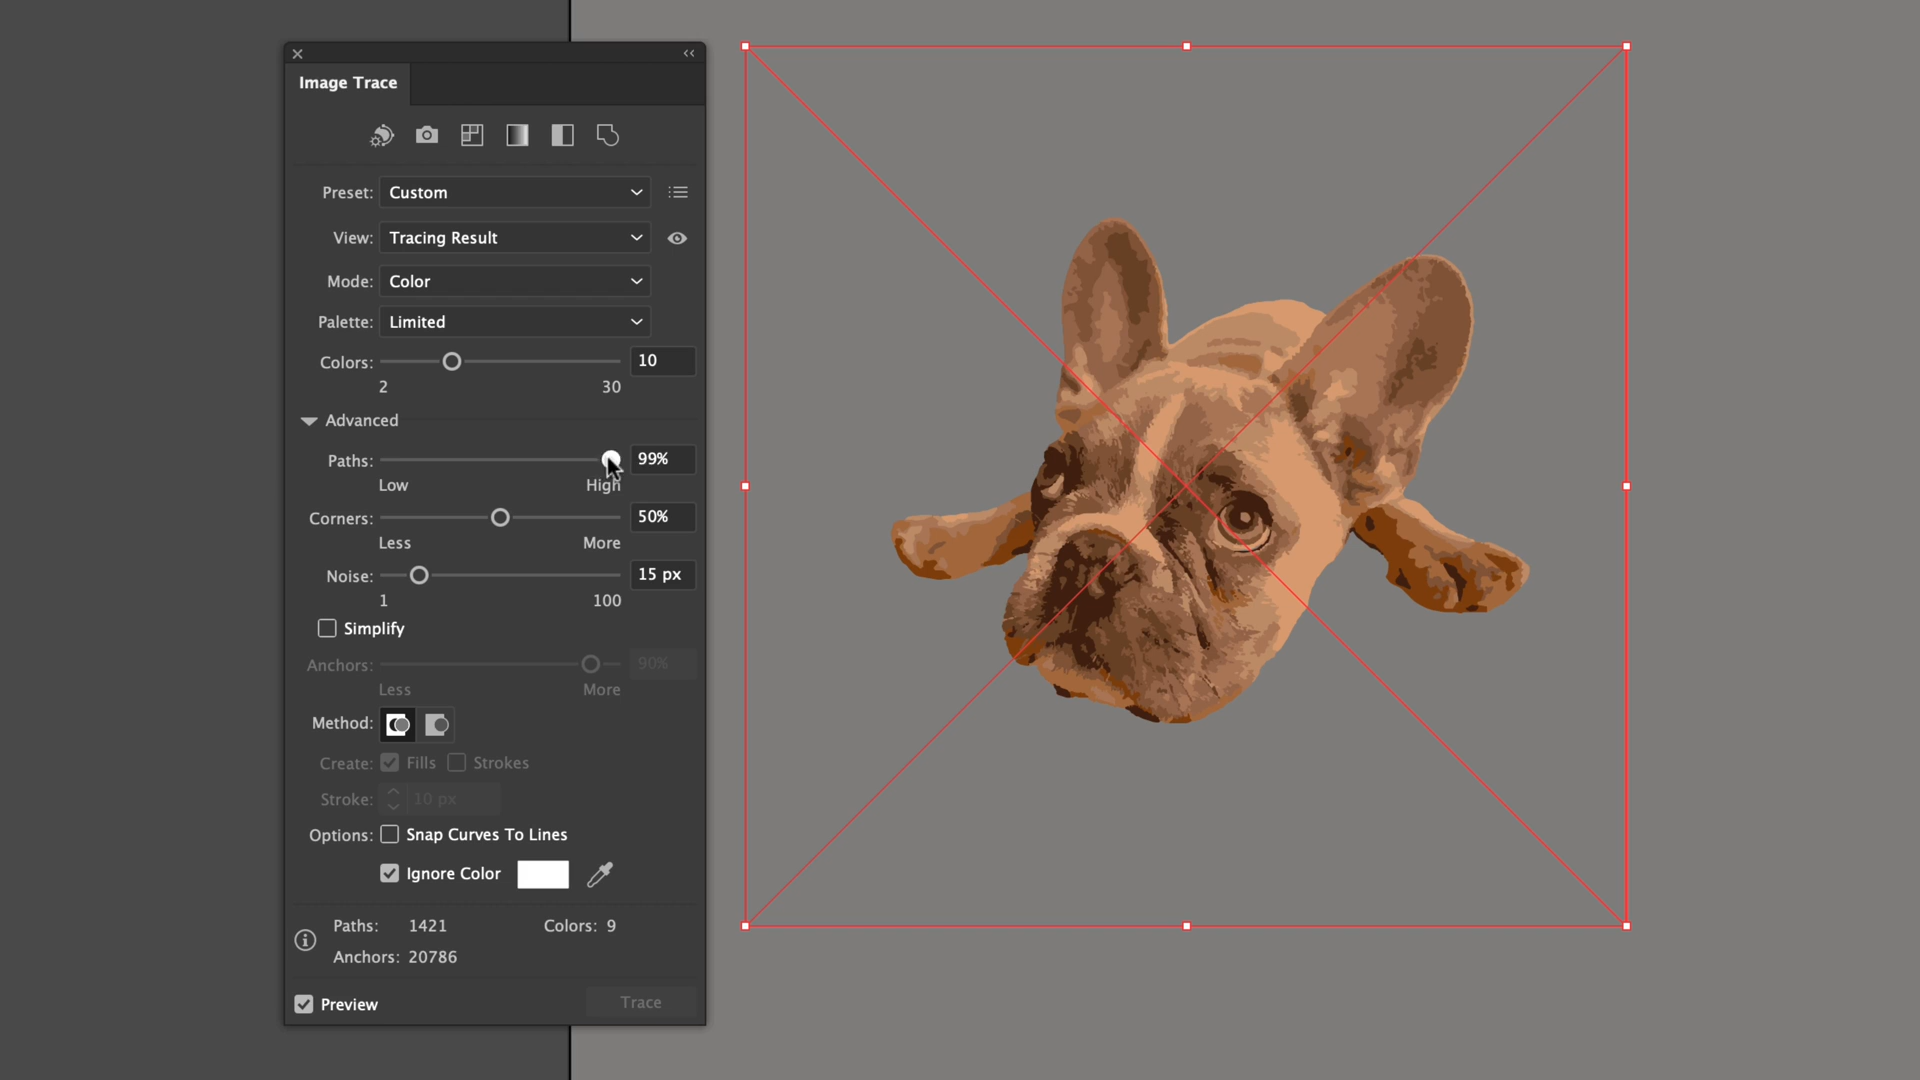 Image Trace
Preset: Custom
View: Tracing Result
Mode: Color
Palette: Limited
Colors: 10
2 30
Advanced
Paths: 99%
Low High
Corners: 50%
Less More
Noise: 15 px
1 100
Simplify
Anchors: 90%
Less More
Method:
Create: Fills Strokes
Stroke: 10 px
Options: Snap Curves To Lines
Ignore Color
Paths: 1421 Colors: 9
Anchors: 20786
Preview Trace